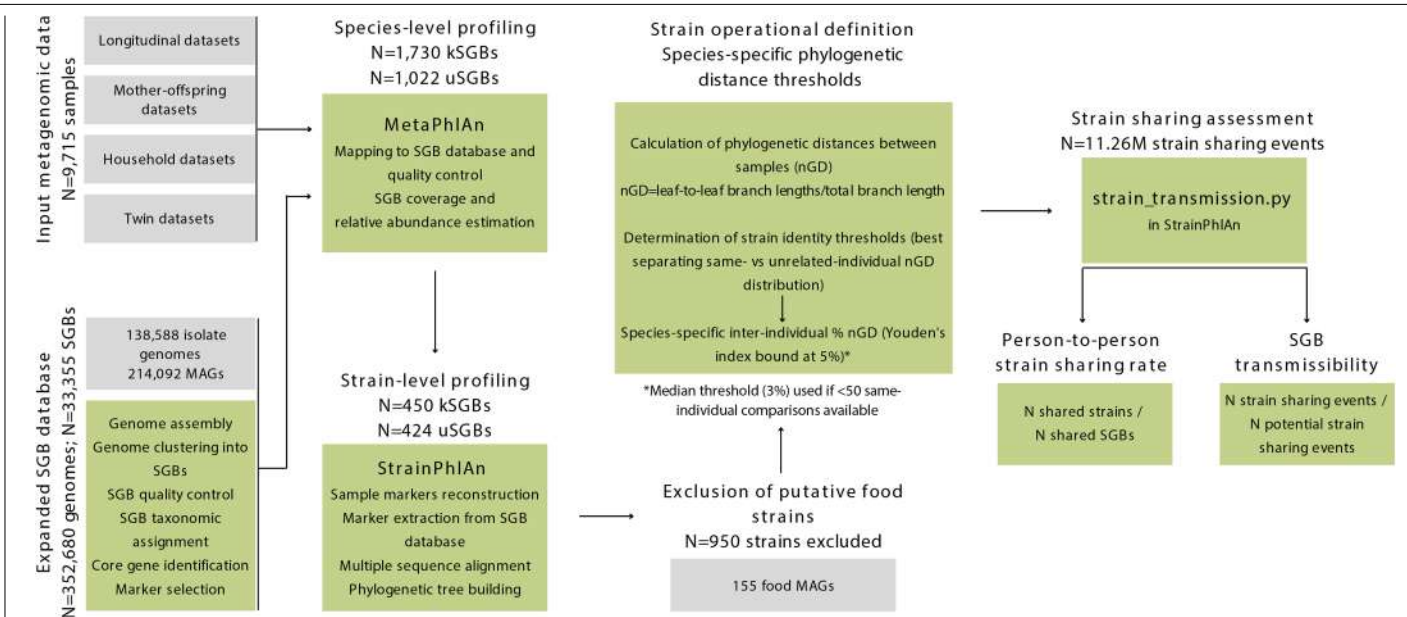 Input metagenomic data
N=9,715 samples
Longitudinal datasets
Mother-offspring
datasets
Household datasets
Twin datasets
Expanded SGB database
N=352,680 genomes; N=33,355 SGBs
138,588 isolate
genomes
214,092 MAGs
Genome assembly
Genome clustering into
SGBs
SGB quality control
SGB taxonomic
assignment
Core gene identification
Marker selection
Species-level profiling
N=1,730 kSGBs
N=1,022 uSGBs
MetaPhlAn
Mapping to SGB database and
quality control
SGB coverage and
relative abundance estimation
Strain-level profiling
N=450 kSGBs
N=424 uSGBs
StrainPhlAn
Sample markers reconstruction
Marker extraction from SGB
database
Multiple sequence alignment
Phylogenetic tree building
Strain operational definition
Species-specific phylogenetic
distance thresholds
Calculation of phylogenetic distances between
samples (nGD)
nGD=leaf-to-leaf branch lengths/total branch length
Determination of strain identity thresholds (best
separating same- vs unrelated-individual nGD
distribution)
Species-specific inter-individual % nGD (Youden's
index bound at 5%)*
*Median threshold (3%) used if <50 same-
individual comparisons available
Exclusion of putative food
strains
N=950 strains excluded
155 food MAGs
Strain sharing assessment
N=11.26M strain sharing events
strain_transmission.py
in StrainPhlAn
Person-to-person
strain sharing rate
N shared strains /
N shared SGBs
SGB
transmissibility
N strain sharing events /
N potential strain
sharing events